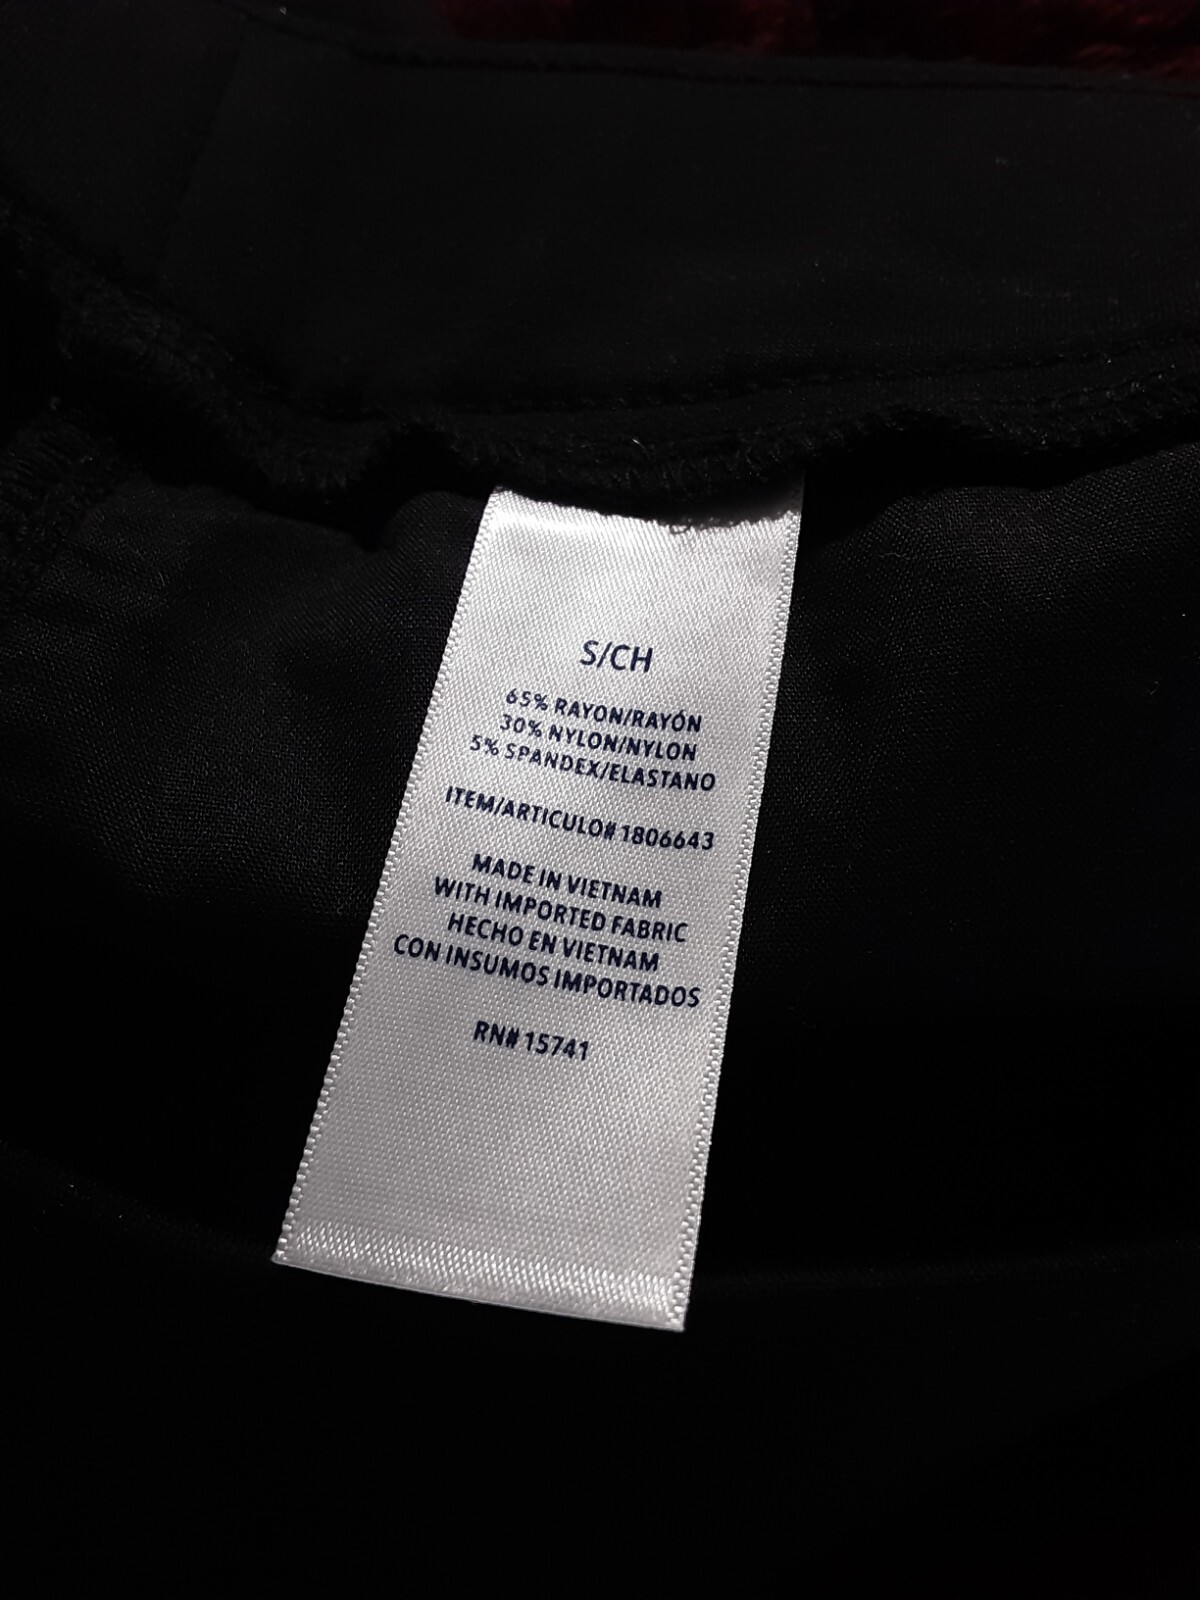 S/CH
65% RAYON/RAYÓN
30% NYLON/NYLON
5% SPANDEX/ELASTANO
ITEM/ARTICULO# 1806643
MADE IN VIETNAM
WITH IMPORTED FABRIC
HECHO EN VIETNAM
CON INSUMOS IMPORTADOS
RN# 15741